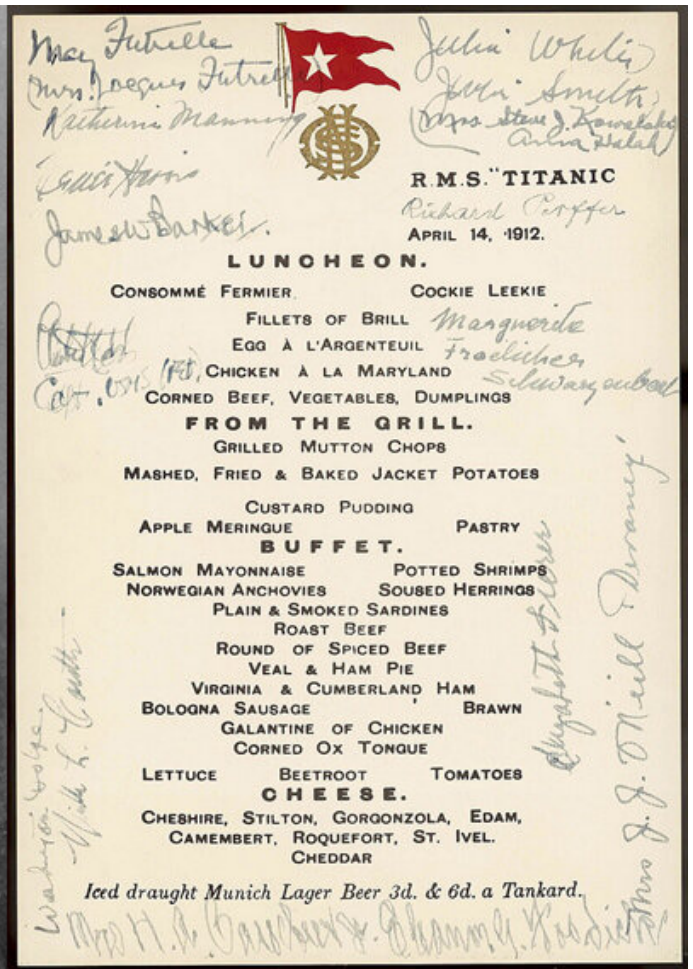 May Futrelle
(Mrs. Jacques Futrelle)
Katherine Manning
Julia
Smith
(Mrs Steve J. Kowalski
R.M.S. "TITANIC
Richard
APRIL 14, 1912.
James W Barker.
LUNCHEON.
CONSOMMÉ FERMIER. COCKIE LEEKIE
FILLETS OF BRILL Marguerite
EGG À L'ARGENTEUIL Froelicher
CHICKEN À LA MARYLAND
Capt.
CORNED BEEF, VEGETABLES, DUMPLINGS
FROM THE GRILL.
GRILLED MUTTON CHOPS
MASHED, FRIED & BAKED JACKET POTATOES
CUSTARD PUDDING
APPLE MERINGUE PASTRY
BUFFET.
SALMON MAYONNAISE POTTED SHRIMPS
NORWEGIAN ANCHOVIES SOUSED HERRINGS
PLAIN & SMOKED SARDINES
ROAST BEEF
ROUND OF SPICED BEEF
VEAL & HAM PIE
VIRGINIA & CUMBERLAND HAM
BOLOGNA SAUSAGE BRAWN
GALANTINE OF CHICKEN
CORNED OX TONGUE
LETTUCE BEETROOT TOMATOES
CHEESE.
CHESHIRE, STILTON, GORGONZOLA, EDAM,
CAMEMBERT, ROQUEFORT, ST. IVEL.
CHEDDAR
Iced draught Munich Lager Beer 3d. & 6d. a Tankard.
Elizabeth
Mrs J. J. O'Neill